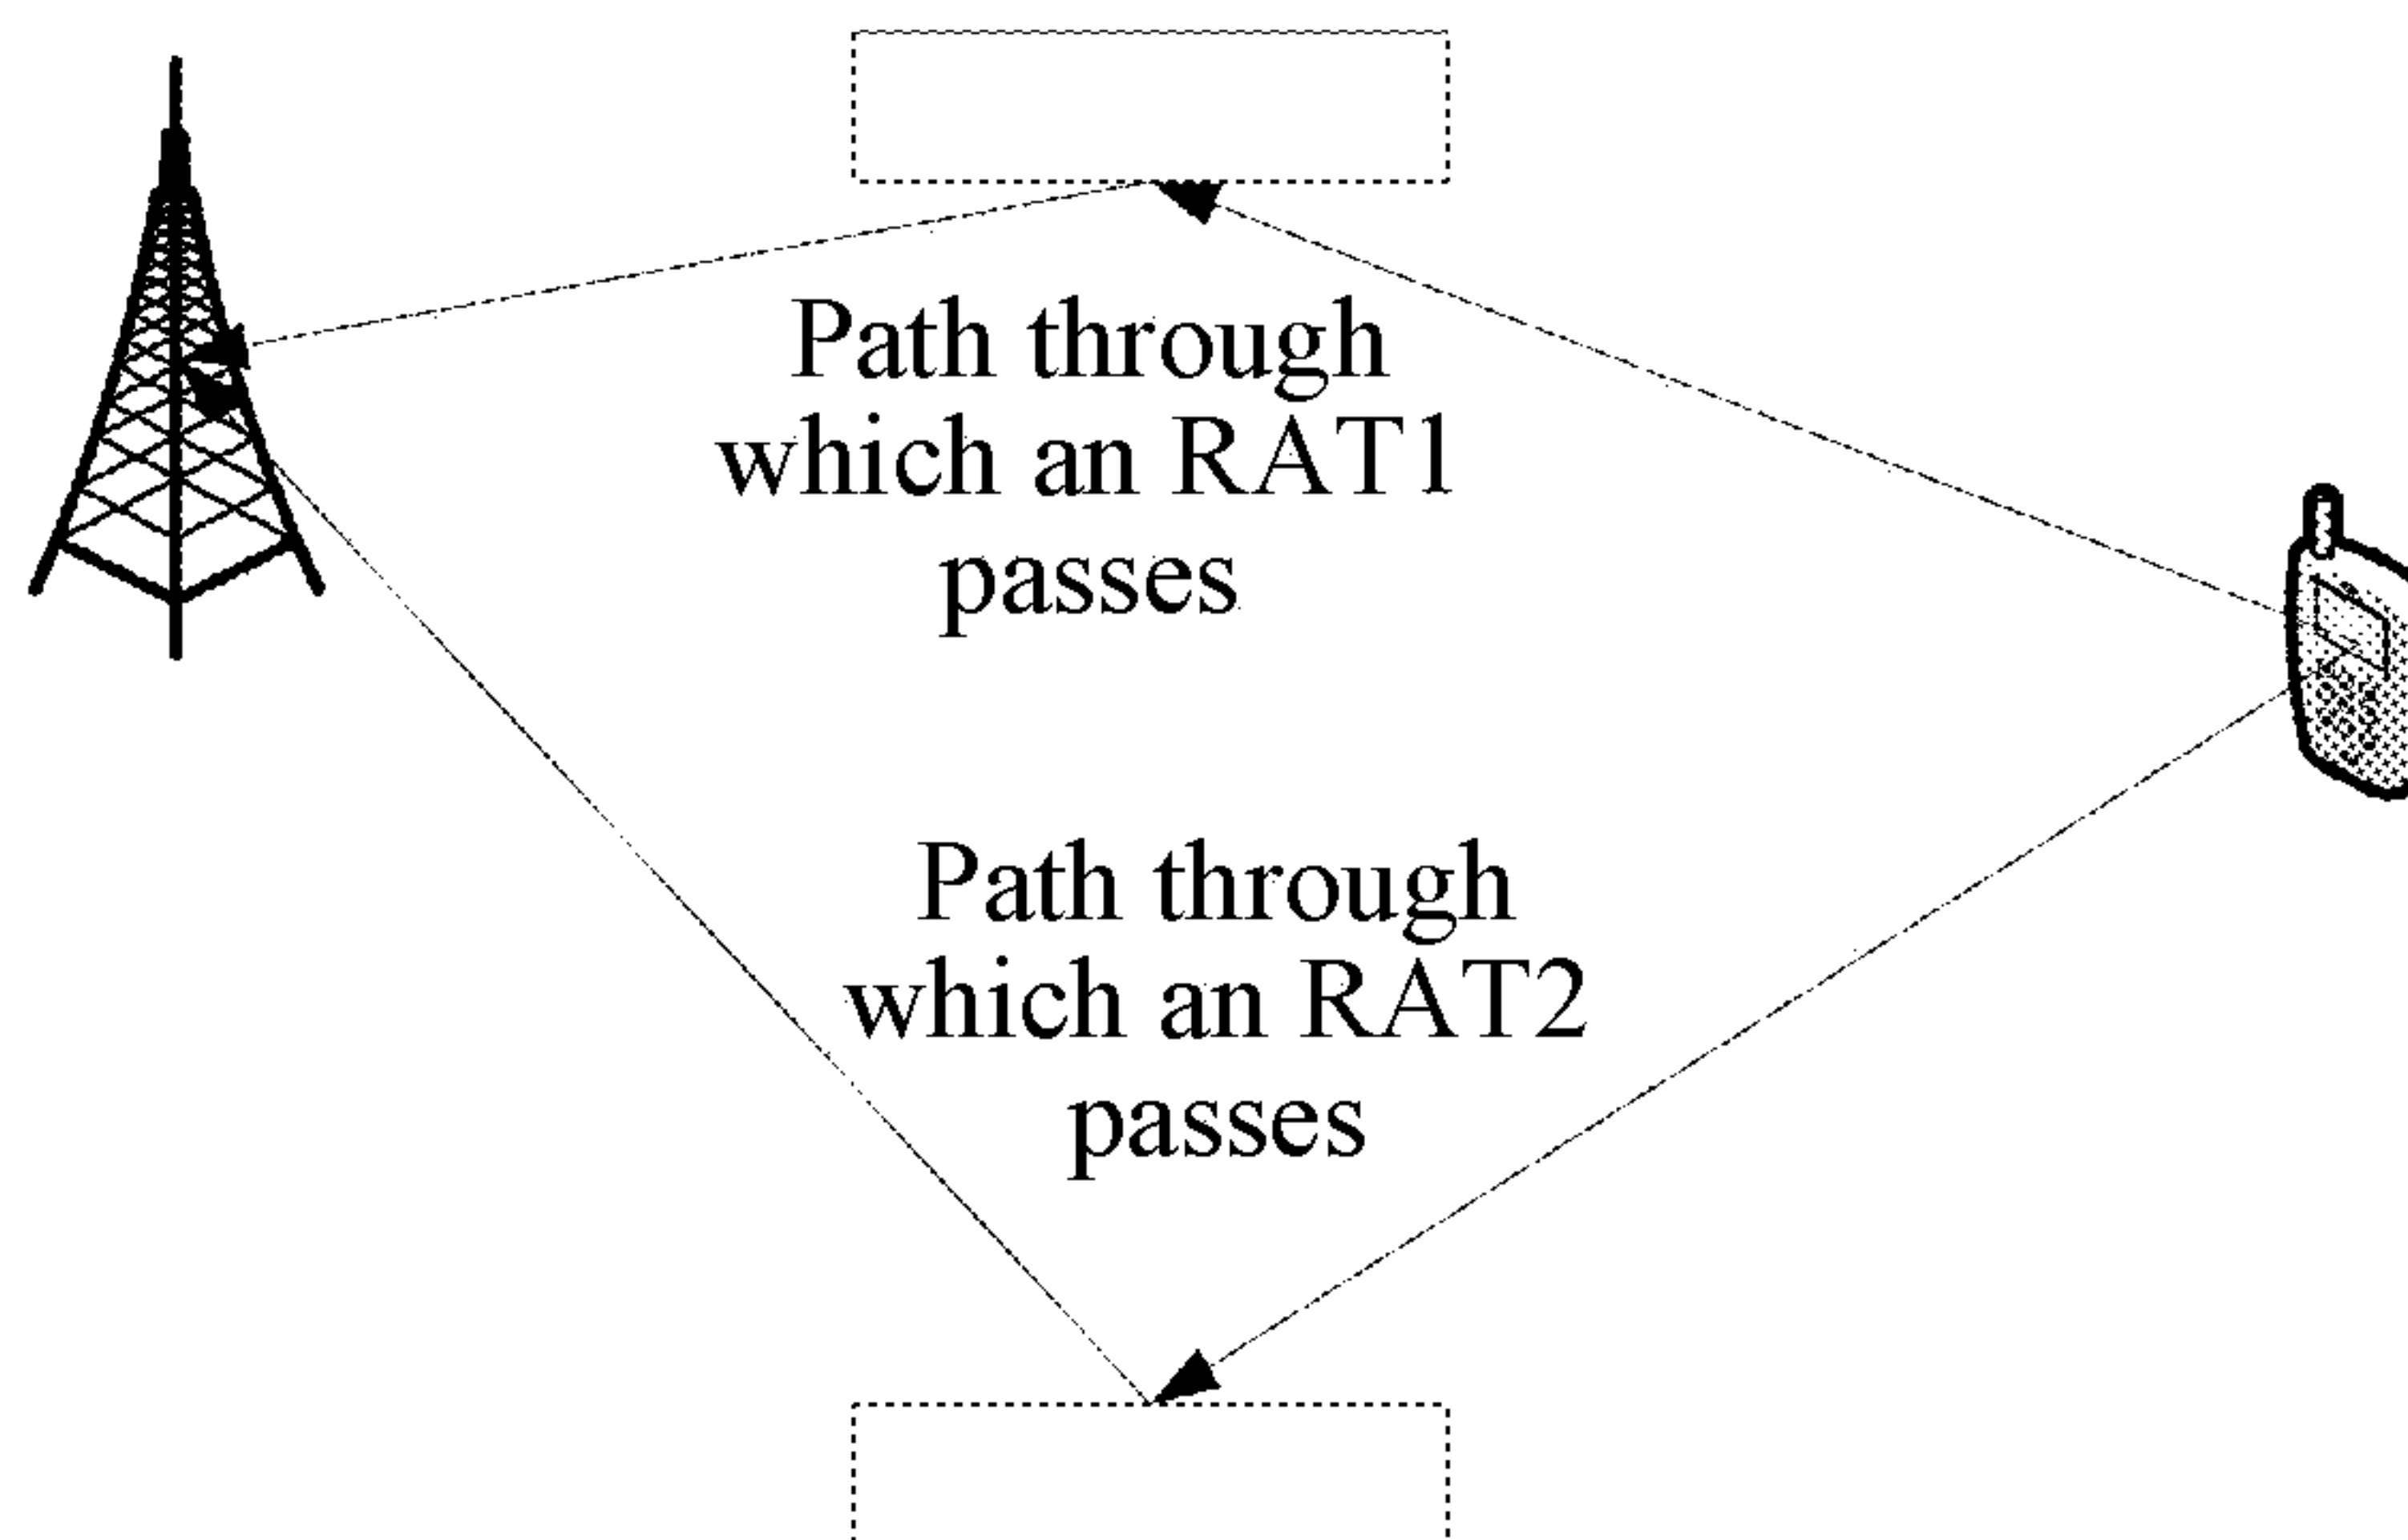 Path through
which an RAT1
passes
Path through
which an RAT2
passes